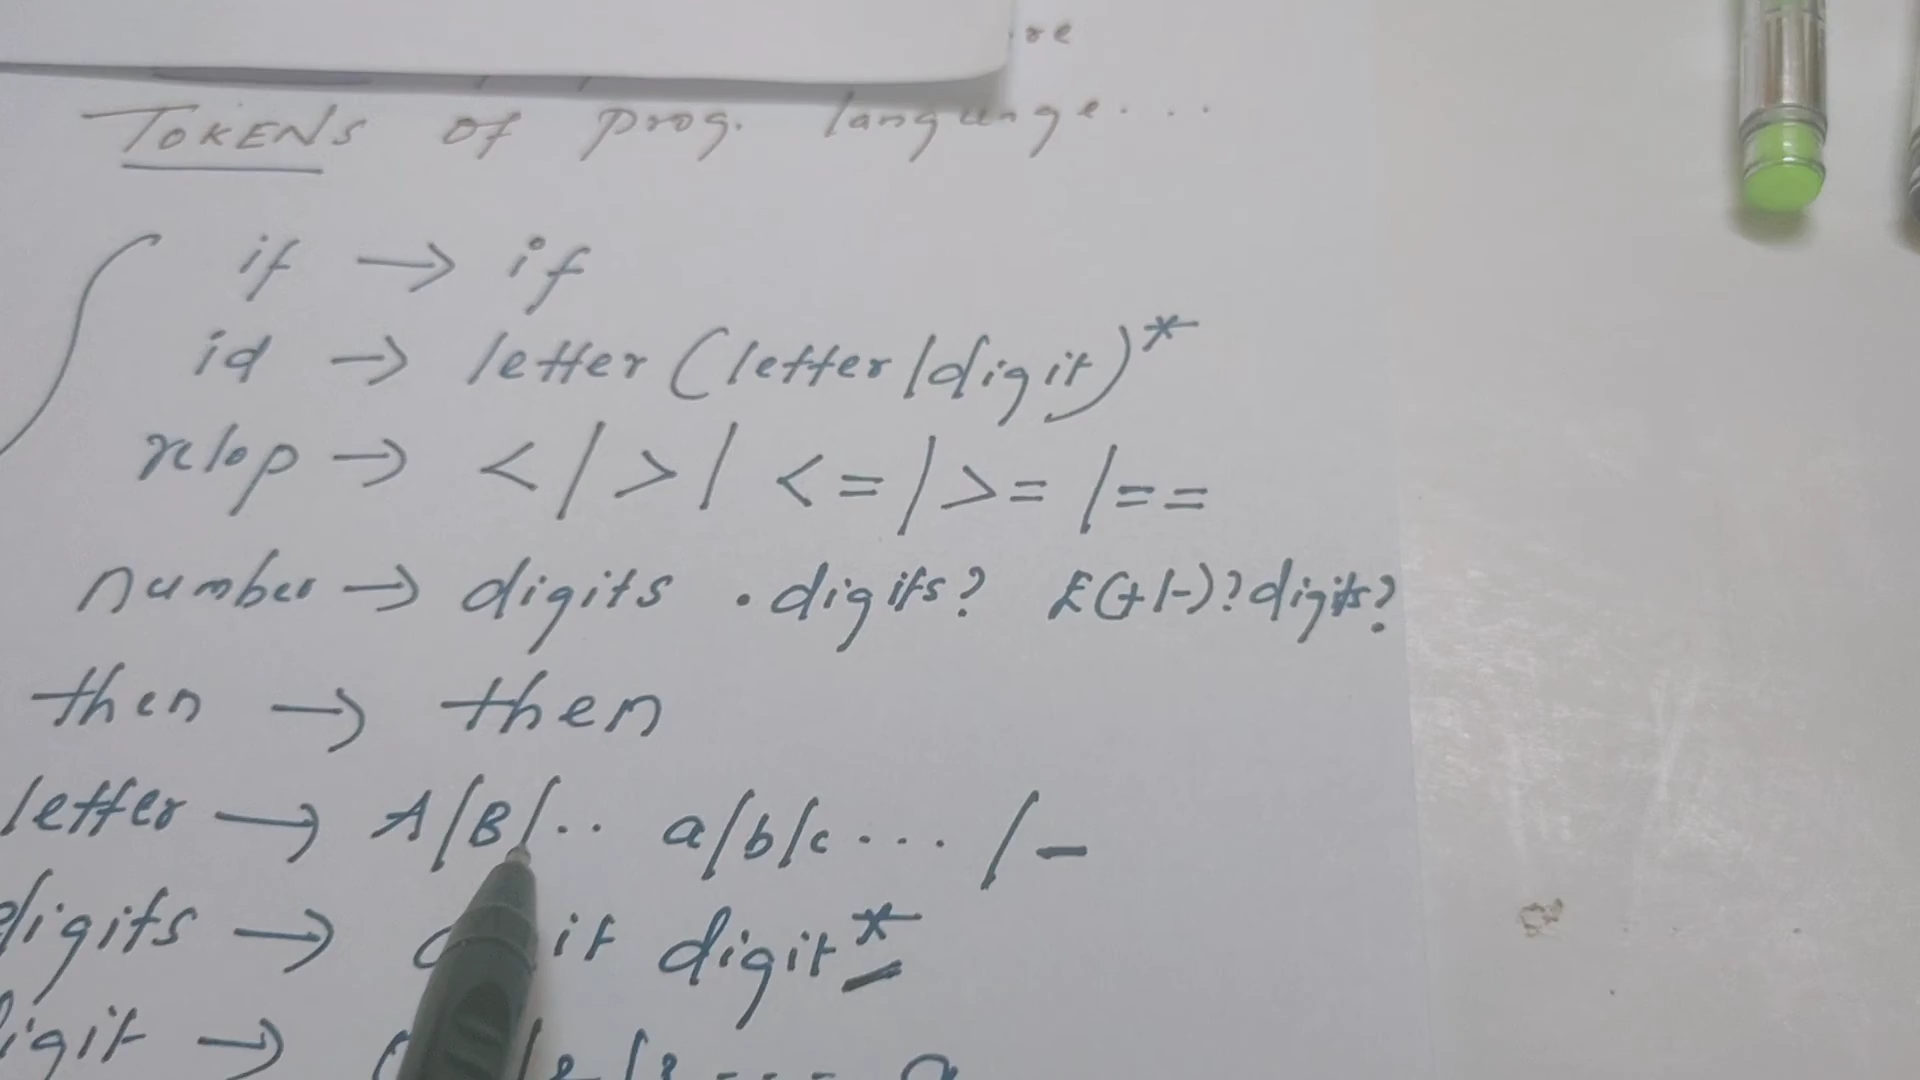 re
TOKENS of prog. language...
if → if
id → letter (letter/digit)*
relop → < / > / <= / >= / ==
number → digits .digits? E(+/-)?digits?
then → then
letter → A/B/.. a/b/c... /-
digits → digit digit*
digit →